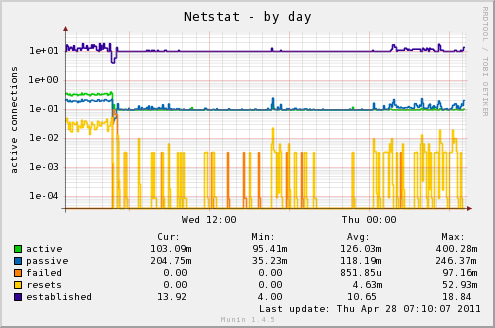 Netstat - by day
RRDTOOL / TOBI OETIKER
active connections
1e+01
1e+00
1e-01
1e-02
1e-03
1e-04
Wed 12:00 Thu 00:00
Cur: Min: Avg: Max:
active 103.09m 95.41m 126.03m 400.28m
passive 204.75m 35.23m 118.19m 246.37m
failed 0.00 0.00 851.85u 97.16m
resets 0.00 0.00 4.63m 52.93m
established 13.92 4.00 10.65 18.84
Last update: Thu Apr 28 07:10:07 2011
Munin 1.4.5